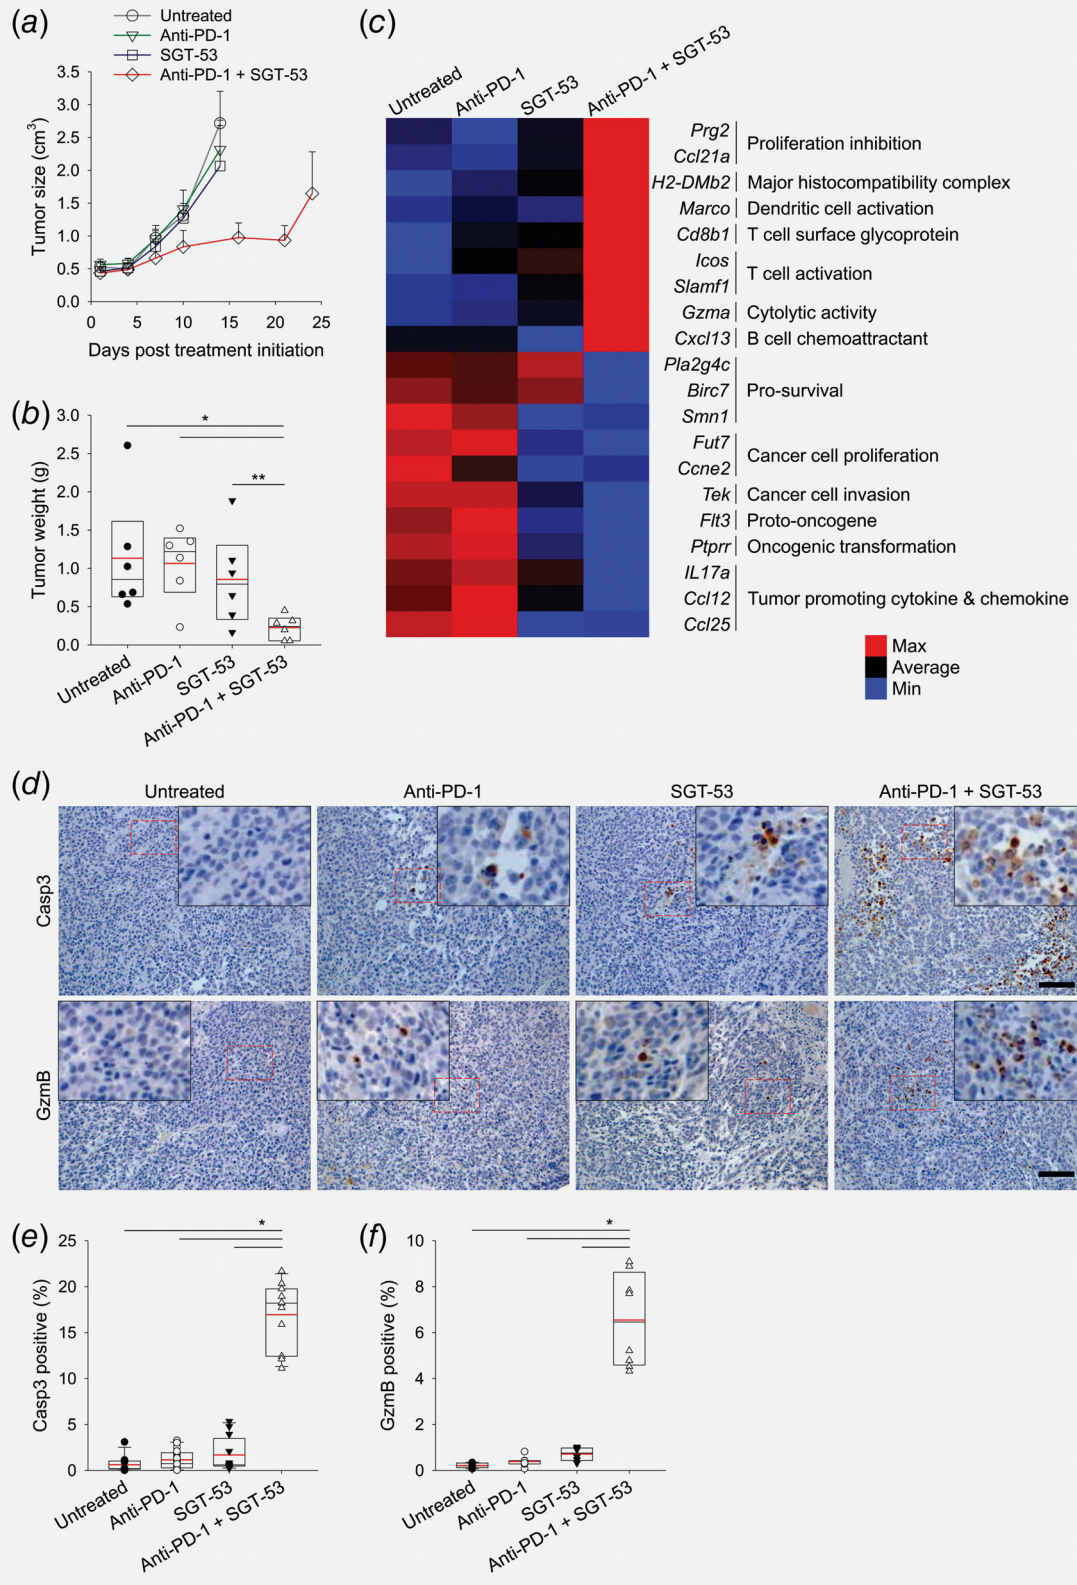 (a)
Untreated
Anti-PD-1
SGT-53
Anti-PD-1 + SGT-53
Tumor size (cm³)
3.5
3.0
2.5
2.0
1.5
1.0
0.5
0.0
0 5 10 15 20 25
Days post treatment initiation
(b)
Tumor weight (g)
3.0
2.5
2.0
1.5
1.0
0.5
0.0
*
**
Untreated
Anti-PD-1
SGT-53
Anti-PD-1 + SGT-53
(c)
Untreated
Anti-PD-1
SGT-53
Anti-PD-1 + SGT-53
Prg2
Ccl21a
Proliferation inhibition
H2-DMb2 Major histocompatibility complex
Marco Dendritic cell activation
Cd8b1 T cell surface glycoprotein
Icos
Slamf1
T cell activation
Gzma Cytolytic activity
Cxcl13 B cell chemoattractant
Pla2g4c
Birc7 Pro-survival
Smn1
Fut7
Ccne2
Cancer cell proliferation
Tek Cancer cell invasion
Flt3 Proto-oncogene
Ptprr Oncogenic transformation
IL17a
Ccl12 Tumor promoting cytokine & chemokine
Ccl25
Max
Average
Min
(d)
Untreated Anti-PD-1 SGT-53 Anti-PD-1 + SGT-53
Casp3
GzmB
(e)
Casp3 positive (%)
25
20
15
10
5
0
*
Untreated
Anti-PD-1
SGT-53
Anti-PD-1 + SGT-53
(f)
GzmB positive (%)
10
8
6
4
2
0
*
Untreated
Anti-PD-1
SGT-53
Anti-PD-1 + SGT-53